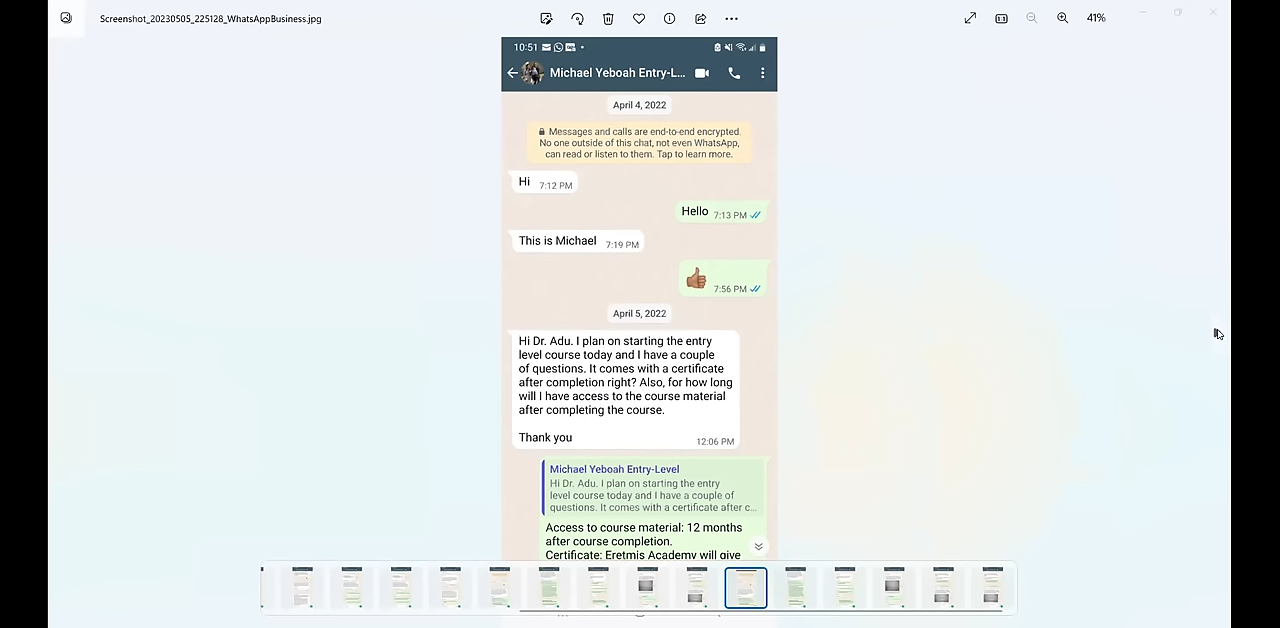 Screenshot_20230505_225128_WhatsAppBusiness.jpg
41%
10:51
Michael Yeboah Entry-L...
April 4, 2022
Messages and calls are end-to-end encrypted.
No one outside of this chat, not even WhatsApp,
can read or listen to them. Tap to learn more.
Hi 7:12 PM
Hello 7:13 PM
This is Michael 7:19 PM
7:56 PM
April 5, 2022
Hi Dr. Adu. I plan on starting the entry
level course today and I have a couple
of questions. It comes with a certificate
after completion right? Also, for how long
will I have access to the course material
after completing the course.
Thank you 12:06 PM
Michael Yeboah Entry-Level
Hi Dr. Adu. I plan on starting the entry
level course today and I have a couple of
questions. It comes with a certificate after c...
Access to course material: 12 months
after course completion.
Certificate: Eretmis Academy will give